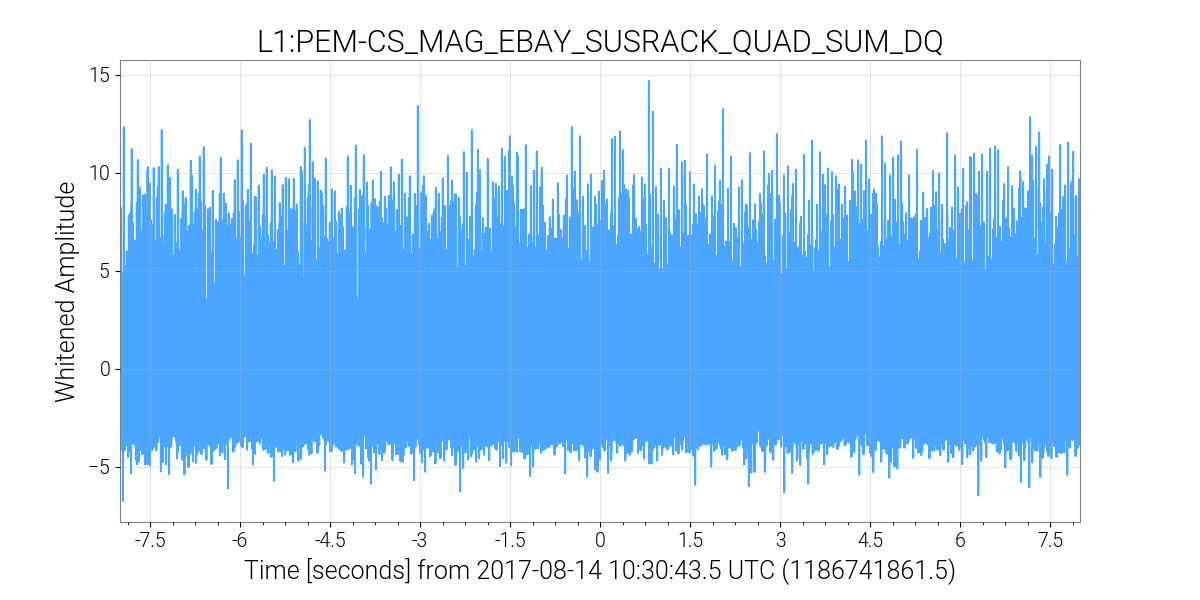 L1:PEM-CS_MAG_EBAY_SUSRACK_QUAD_SUM_DQ
Whitened Amplitude
15
10
5
0
−5
-7.5 -6 -4.5 -3 -1.5 0 1.5 3 4.5 6 7.5
Time [seconds] from 2017-08-14 10:30:43.5 UTC (1186741861.5)